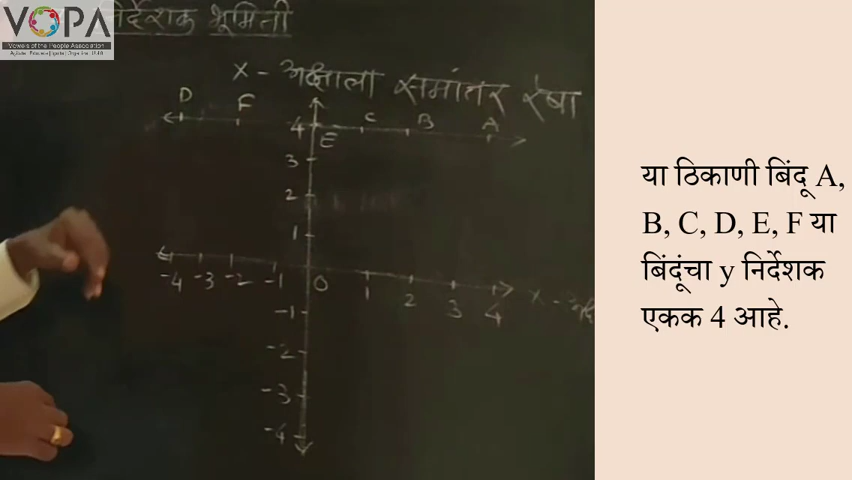 VOPA
Vowels of the People Association
निर्देशक भूमिती
X - अक्षाला समांतर रेषा
D F C B A
4 E
3
2
1
-4 -3 -2 -1 0 1 2 3 4 X - अक्ष
-1
-2
-3
-4
या ठिकाणी बिंदू A,
B, C, D, E, F या
बिंदूंचा y निर्देशक
एकक 4 आहे.